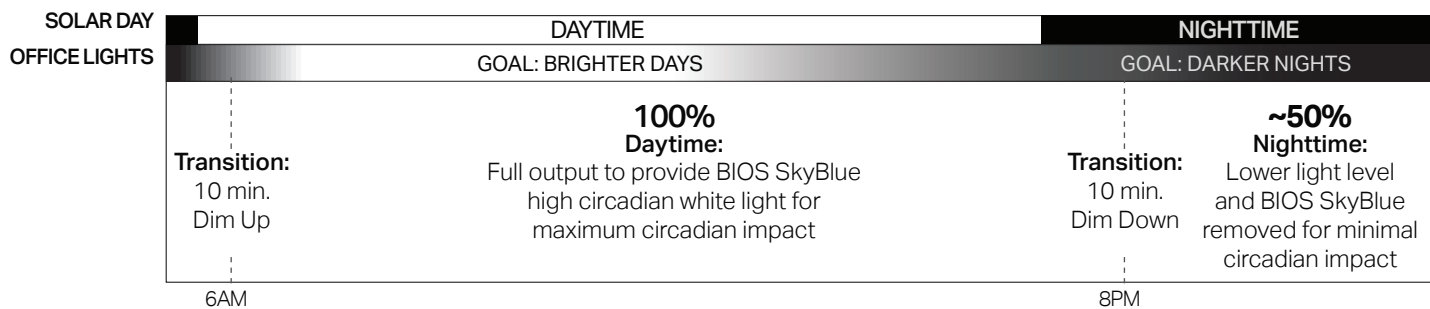 SOLAR DAY
DAYTIME
NIGHTTIME
OFFICE LIGHTS
GOAL: BRIGHTER DAYS
GOAL: DARKER NIGHTS
Transition:
10 min.
Dim Up
100%
Daytime:
Full output to provide BIOS SkyBlue
high circadian white light for
maximum circadian impact
Transition:
10 min.
Dim Down
~50%
Nighttime:
Lower light level
and BIOS SkyBlue
removed for minimal
circadian impact
6AM
8PM